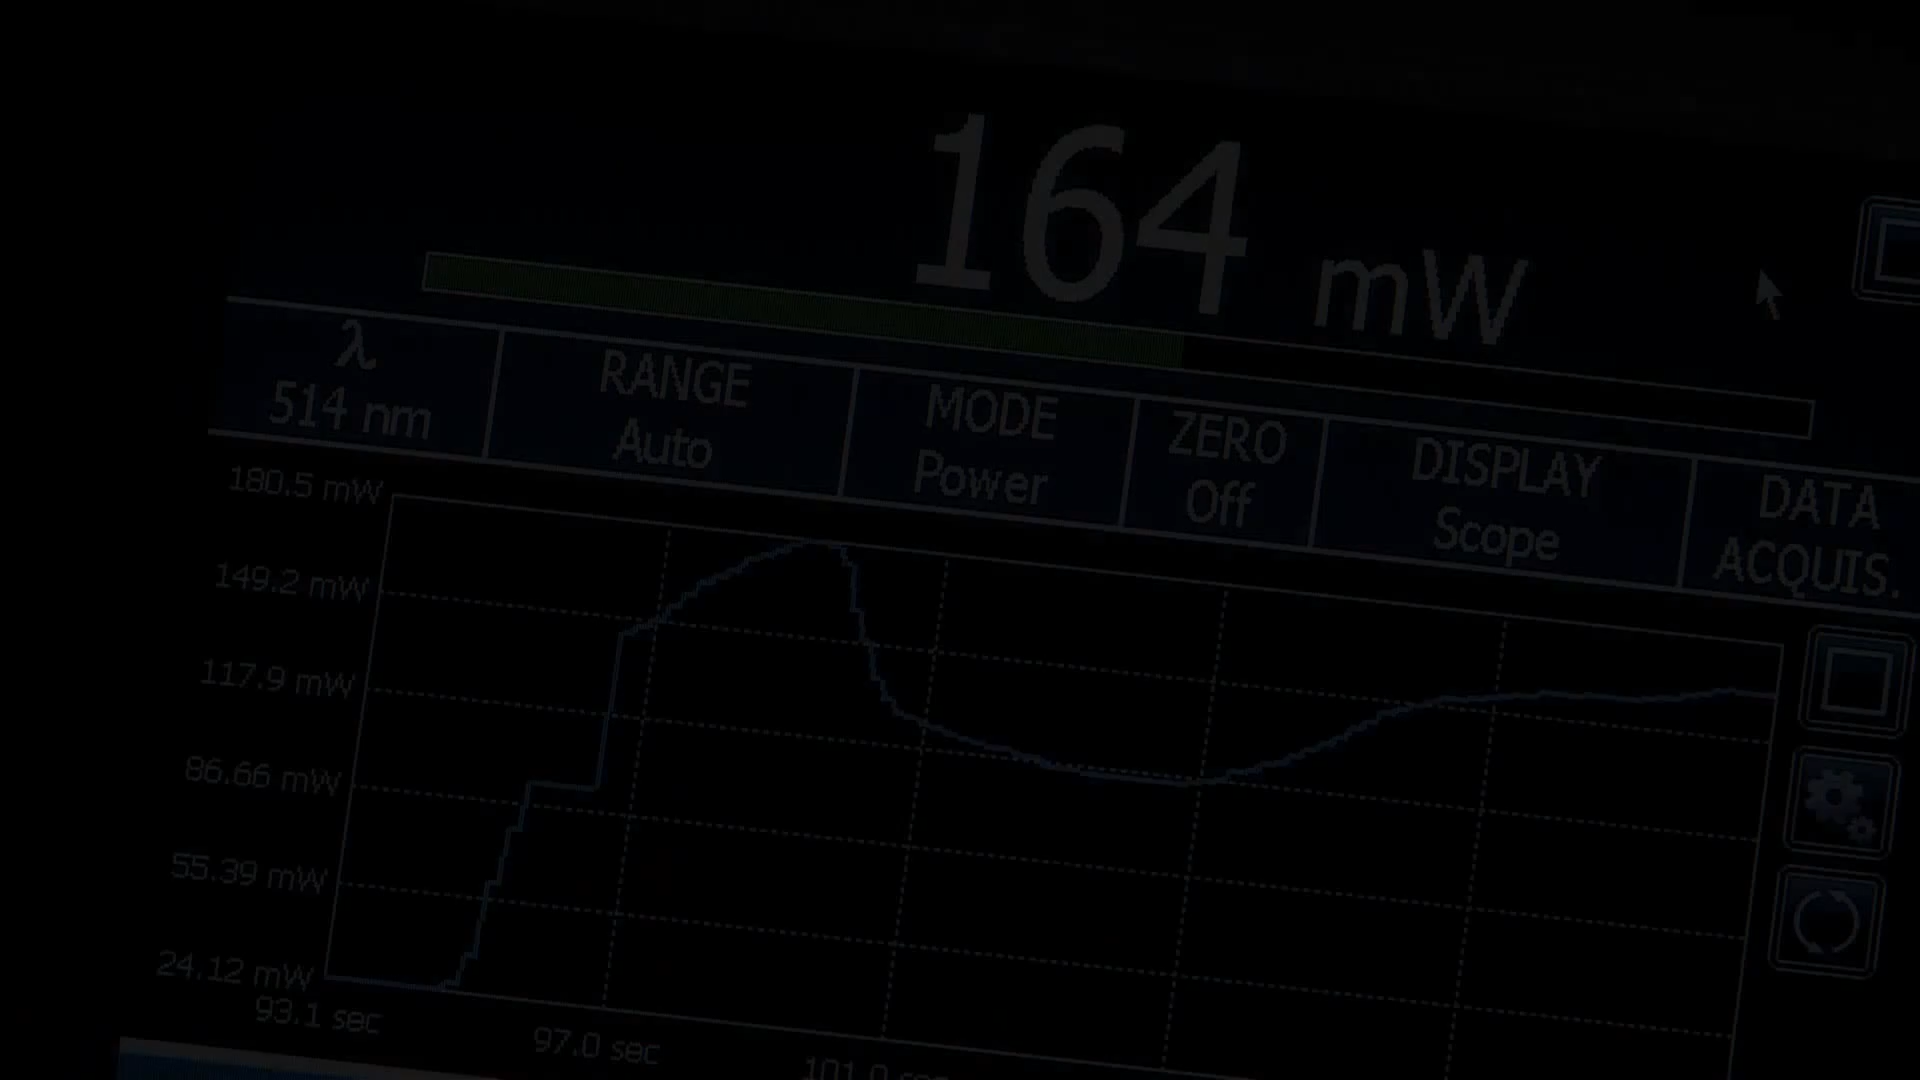 164 mW
λ
514 nm
RANGE
Auto
MODE
Power
ZERO
Off
DISPLAY
Scope
DATA
ACQUIS.
180.5 mW
149.2 mW
117.9 mW
86.66 mW
55.39 mW
24.12 mW
93.1 sec
97.0 sec
101.0